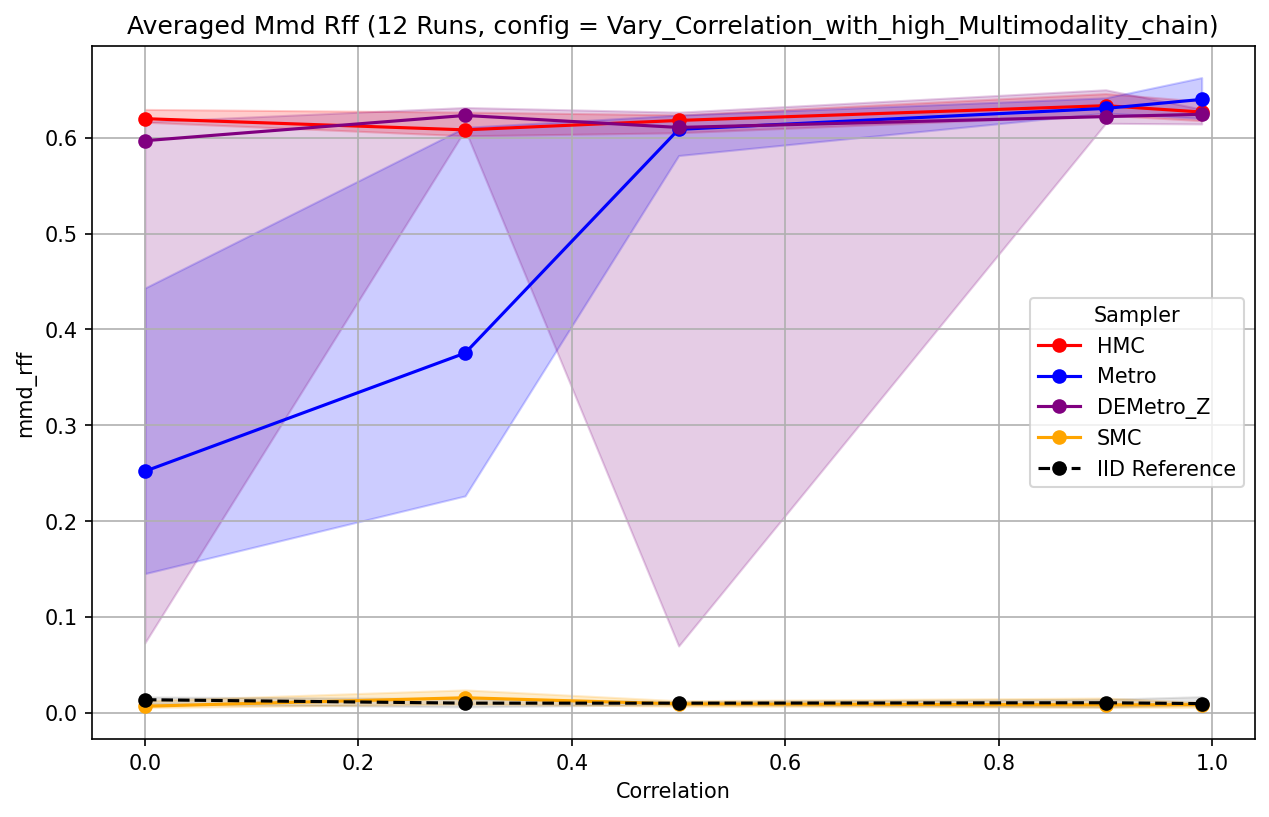 Averaged Mmd Rff (12 Runs, config = Vary_Correlation_with_high_Multimodality_chain)
mmd_rff
0.6
0.5
0.4
0.3
0.2
0.1
0.0
Sampler
HMC
Metro
DEMetro_Z
SMC
IID Reference
0.0 0.2 0.4 0.6 0.8 1.0
Correlation